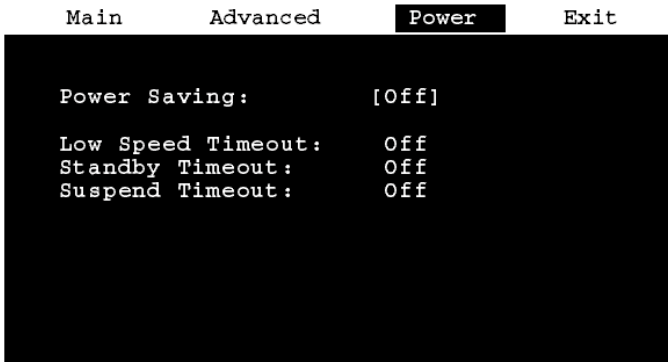 Main Advanced Power Exit
Power Saving: [Off]
Low Speed Timeout: Off
Standby Timeout: Off
Suspend Timeout: Off